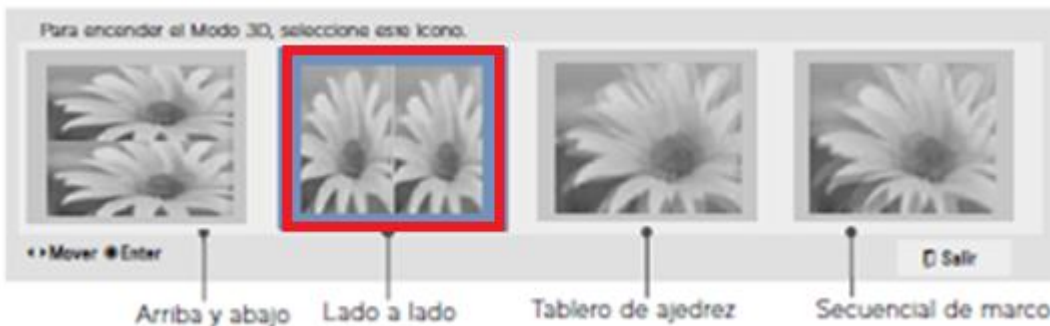 Para encender el Modo 3D, seleccione este Icono.
Mover Enter
Salir
Arriba y abajo
Lado a lado
Tablero de ajedrez
Secuencial de marco